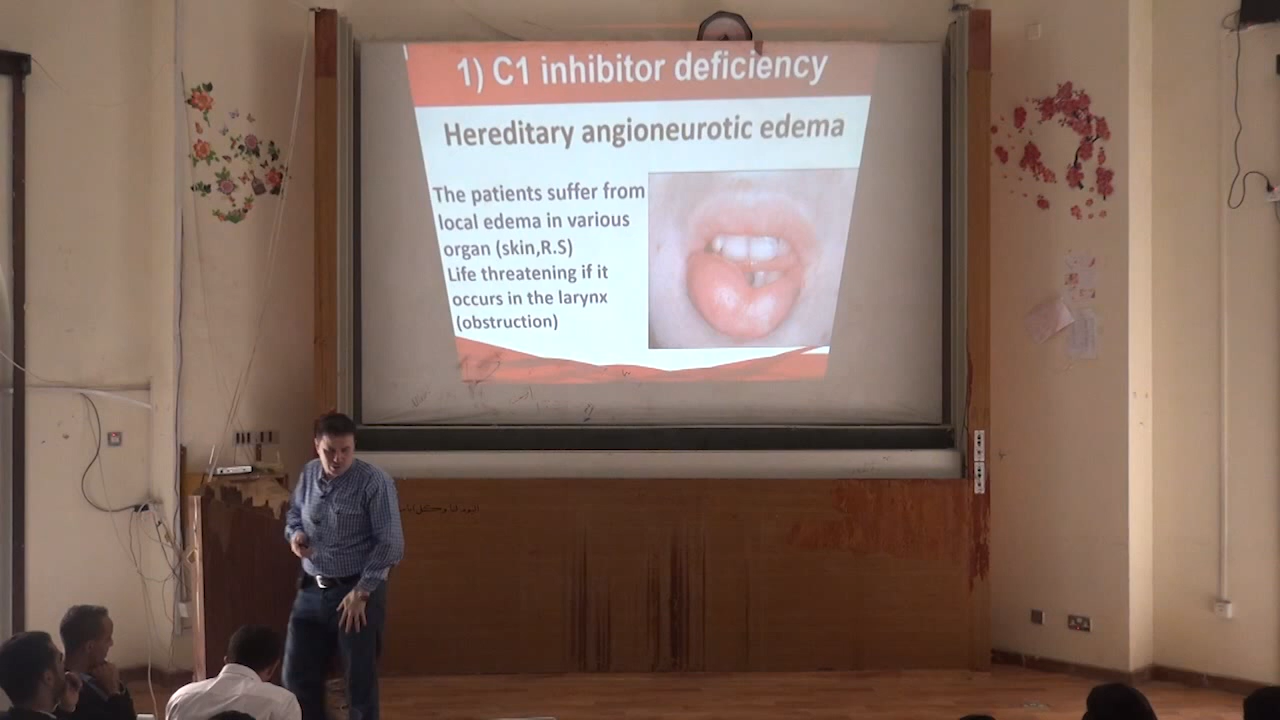 1) C1 inhibitor deficiency
Hereditary angioneurotic edema
The patients suffer from
local edema in various
organ (skin,R.S)
Life threatening if it
occurs in the larynx
(obstruction)